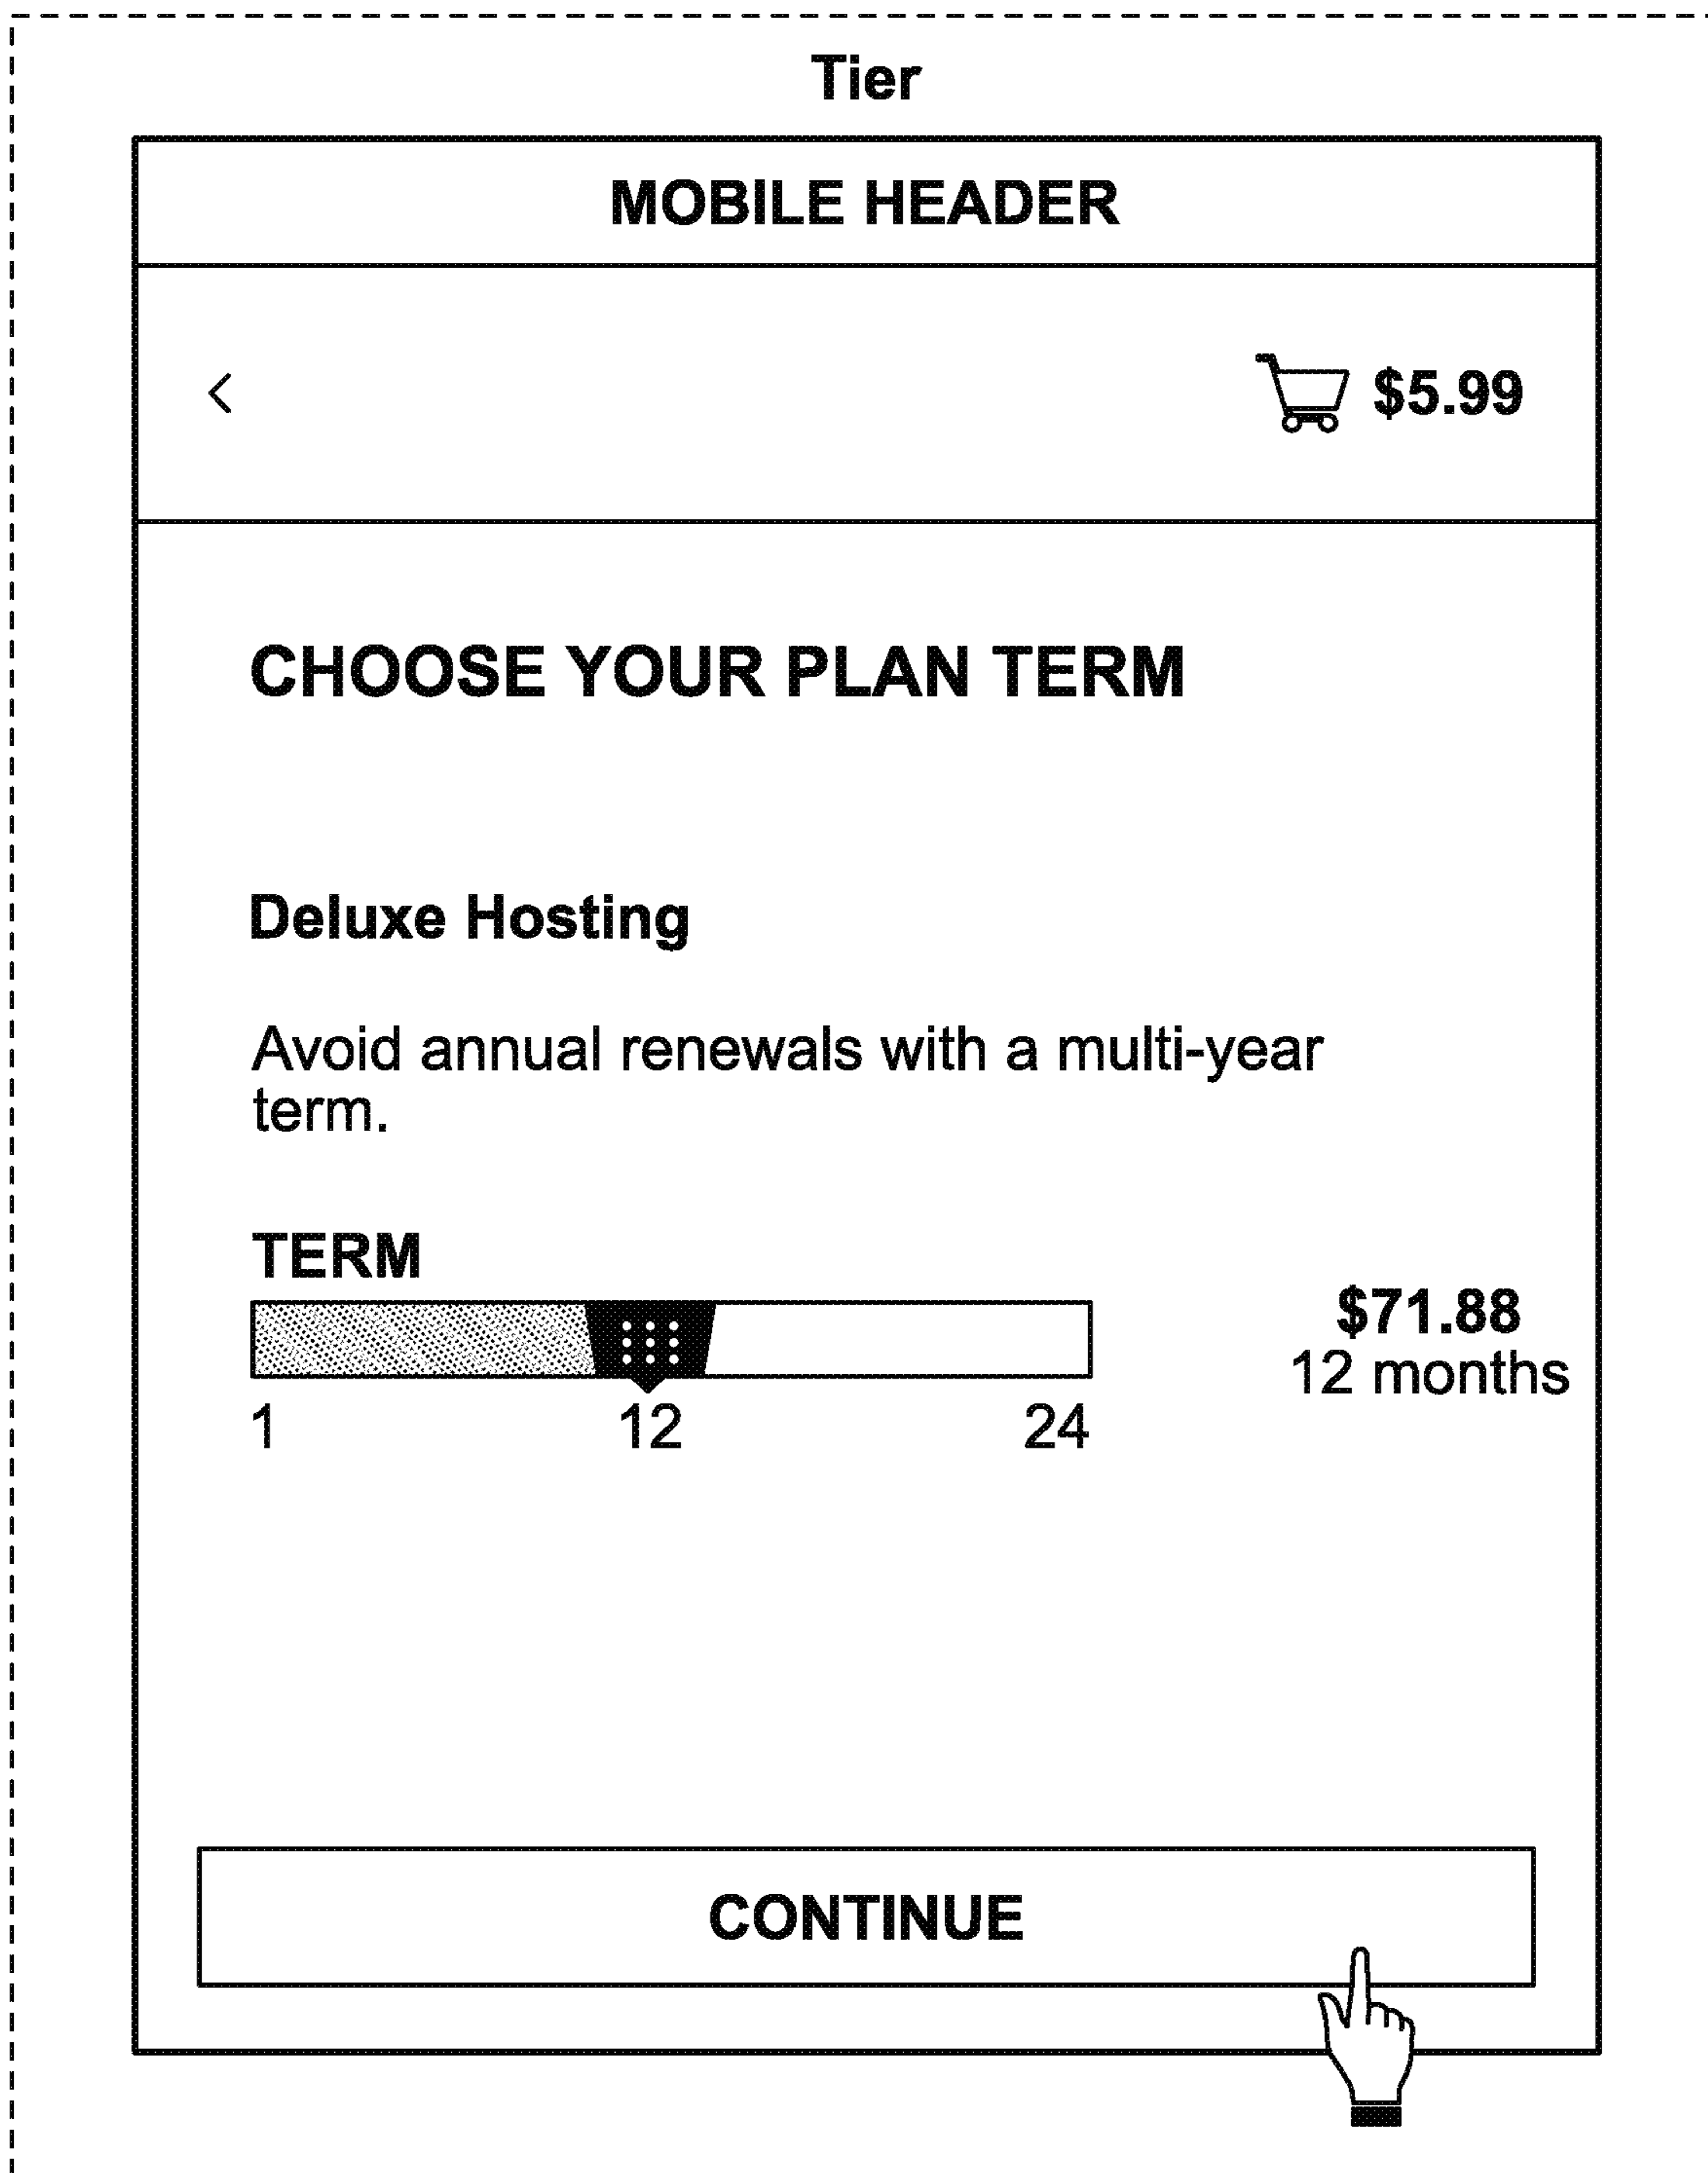 Tier
MOBILE HEADER
< $5.99
CHOOSE YOUR PLAN TERM
Deluxe Hosting
Avoid annual renewals with a multi-year
term.
TERM
$71.88
12 months
1 12 24
CONTINUE